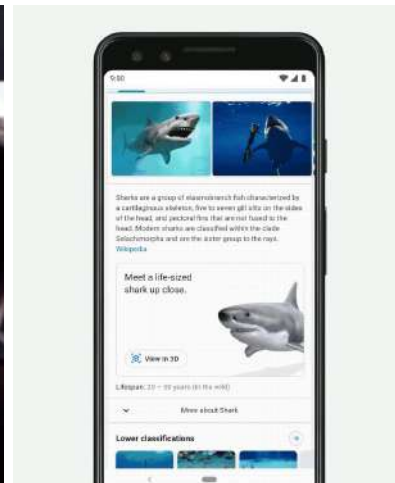 9:00
Sharks are a group of elasmobranch fish characterized by
a cartilaginous skeleton, five to seven gill slits on the sides
of the head, and pectoral fins that are not fused to the
head. Modern sharks are classified within the clade
Selachimorpha and are the sister group to the rays.
Wikipedia
Meet a life-sized
shark up close.
View in 3D
Lifespan: 20 – 30 years (In the wild)
More about Shark
Lower classifications